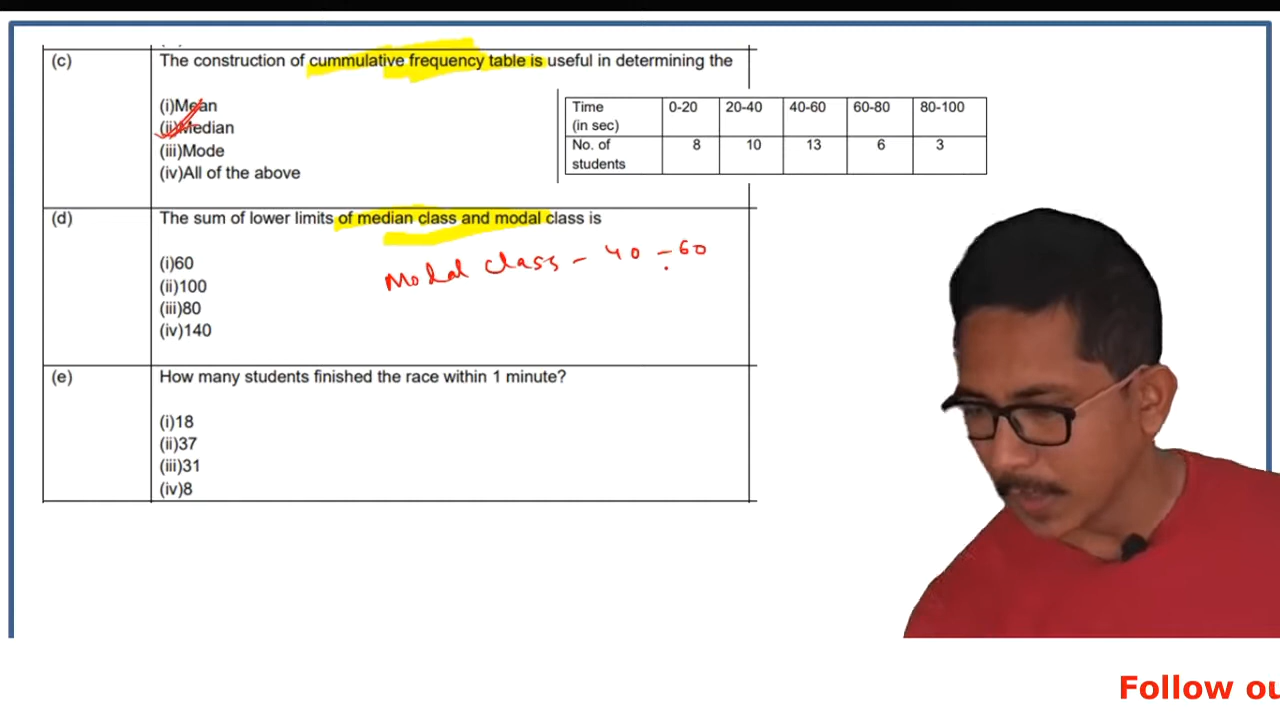 (c) The construction of cummulative frequency table is useful in determining the
(i)Mean
(ii)Median
(iii)Mode
(iv)All of the above
Time (in sec) 0-20 20-40 40-60 60-80 80-100
No. of students 8 10 13 6 3
(d) The sum of lower limits of median class and modal class is
(i)60
(ii)100
(iii)80
(iv)140
Modal class - 40 - 60
(e) How many students finished the race within 1 minute?
(i)18
(ii)37
(iii)31
(iv)8
Follow ou